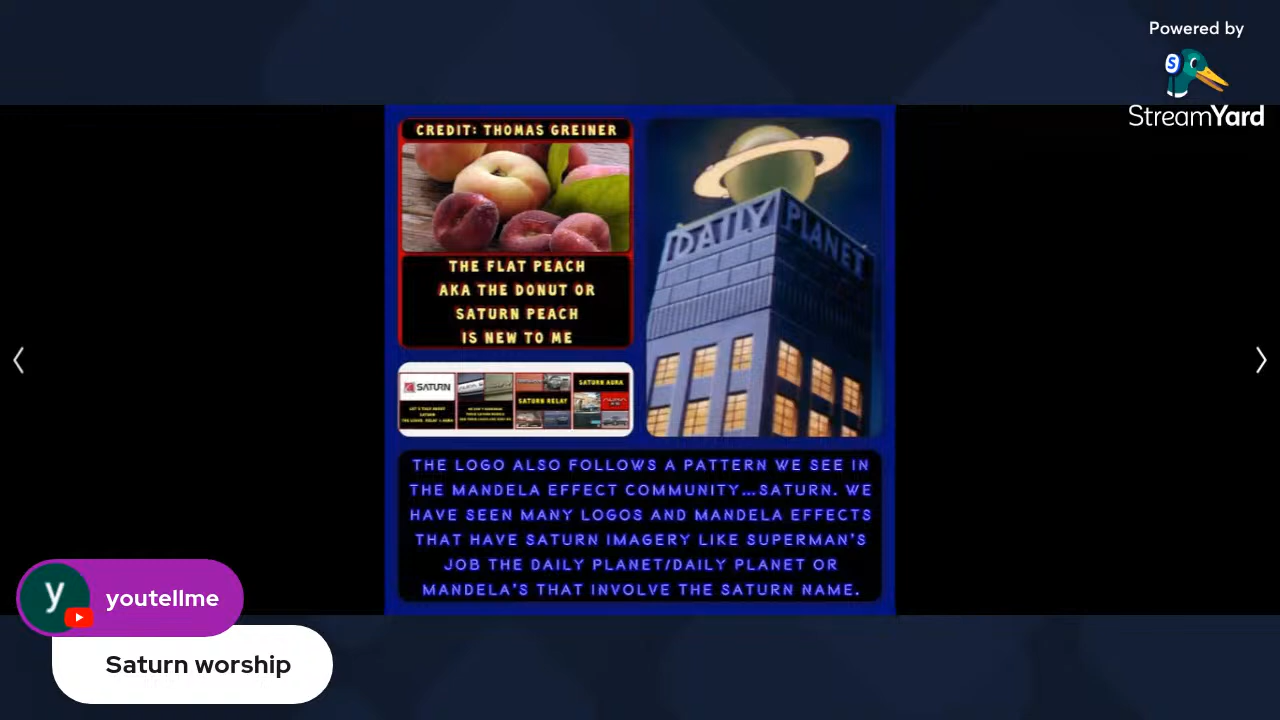 Powered by
StreamYard
CREDIT: THOMAS GREINER
THE FLAT PEACH
AKA THE DONUT OR
SATURN PEACH
IS NEW TO ME
DAILY PLANET
SATURN
SATURN RELAY
SATURN AURA
THE LOGO ALSO FOLLOWS A PATTERN WE SEE IN
THE MANDELA EFFECT COMMUNITY...SATURN. WE
HAVE SEEN MANY LOGOS AND MANDELA EFFECTS
THAT HAVE SATURN IMAGERY LIKE SUPERMAN'S
JOB THE DAILY PLANET/DAILY PLANET OR
MANDELA'S THAT INVOLVE THE SATURN NAME.
y
youtellme
Saturn worship